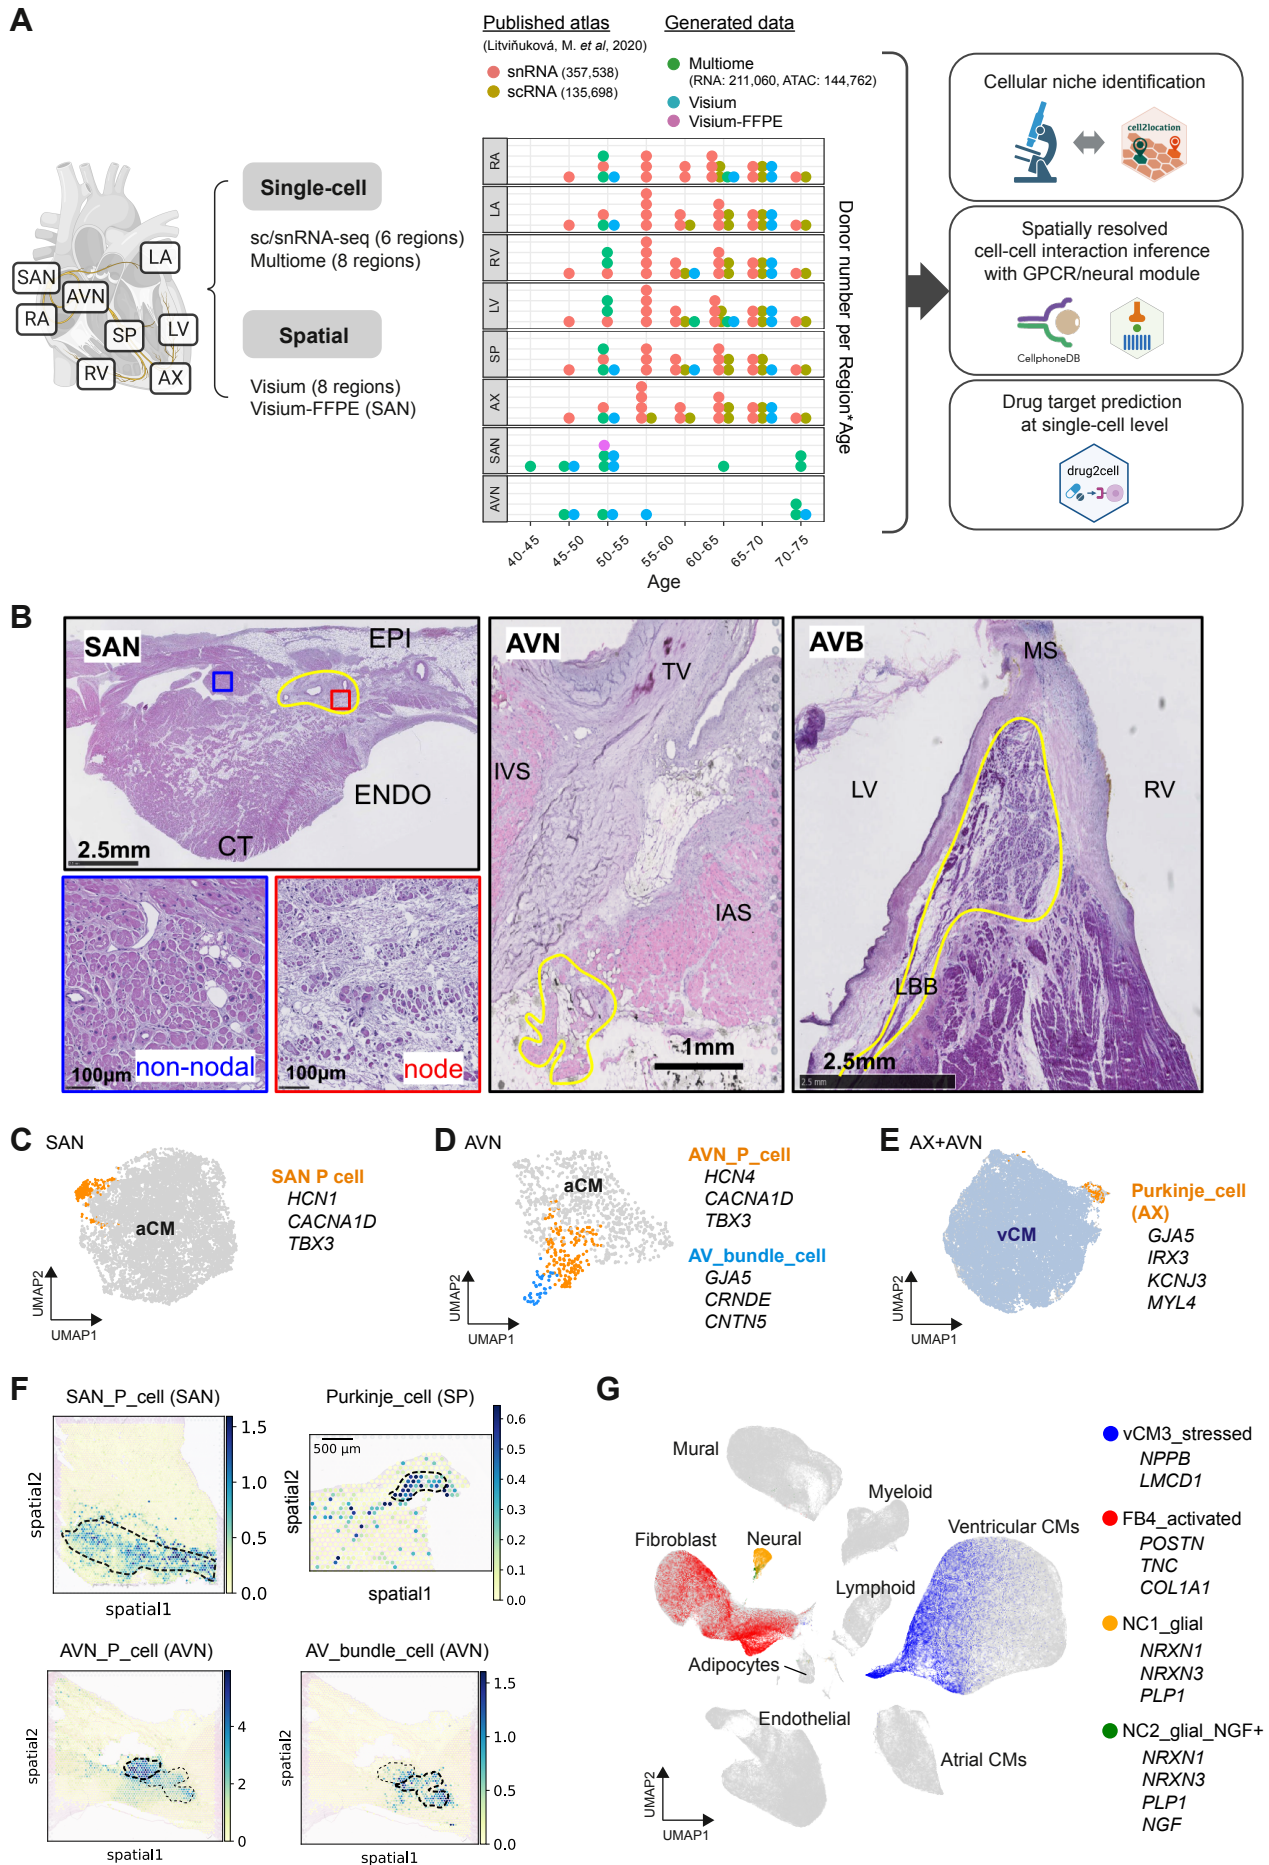 A
Published atlas
(Litviňuková, M. et al, 2020)
snRNA (357,538)
scRNA (135,698)
Generated data
Multiome
(RNA: 211,060, ATAC: 144,762)
Visium
Visium-FFPE
SAN
AVN
RA
LA
SP
LV
RV
AX
Single-cell
sc/snRNA-seq (6 regions)
Multiome (8 regions)
Spatial
Visium (8 regions)
Visium-FFPE (SAN)
RA
LA
RV
LV
SP
AX
SAN
AVN
40-45
45-50
50-55
55-60
60-65
65-70
70-75
Age
Donor number per Region*Age
Cellular niche identification
cell2location
Spatially resolved
cell-cell interaction inference
with GPCR/neural module
CellphoneDB
Drug target prediction
at single-cell level
drug2cell
B
SAN
EPI
ENDO
CT
2.5mm
non-nodal
100µm
node
100µm
AVN
TV
IVS
IAS
1mm
AVB
MS
LV
RV
LBB
2.5mm
2.5 mm
C
SAN
aCM
UMAP2
UMAP1
SAN P cell
HCN1
CACNA1D
TBX3
D
AVN
aCM
UMAP2
UMAP1
AVN_P_cell
HCN4
CACNA1D
TBX3
AV_bundle_cell
GJA5
CRNDE
CNTN5
E
AX+AVN
vCM
UMAP2
UMAP1
Purkinje_cell
(AX)
GJA5
IRX3
KCNJ3
MYL4
F
SAN_P_cell (SAN)
spatial2
spatial1
1.5
1.0
0.5
0.0
Purkinje_cell (SP)
500 µm
spatial2
spatial1
0.6
0.5
0.4
0.3
0.2
0.1
0.0
AVN_P_cell (AVN)
spatial2
spatial1
4
2
0
AV_bundle_cell (AVN)
spatial2
spatial1
1.5
1.0
0.5
0.0
G
Mural
Myeloid
Fibroblast
Neural
Ventricular CMs
Lymphoid
Adipocytes
Endothelial
Atrial CMs
UMAP2
UMAP1
vCM3_stressed
NPPB
LMCD1
FB4_activated
POSTN
TNC
COL1A1
NC1_glial
NRXN1
NRXN3
PLP1
NC2_glial_NGF+
NRXN1
NRXN3
PLP1
NGF